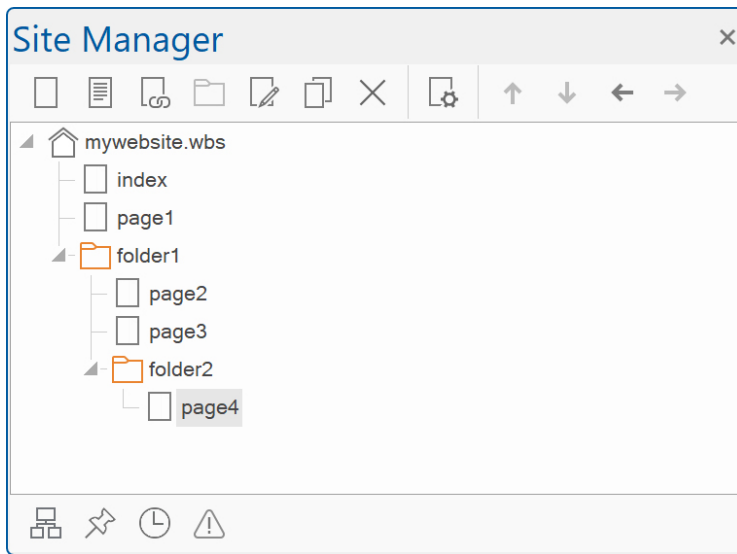 Site Manager
mywebsite.wbs
index
page1
folder1
page2
page3
folder2
page4